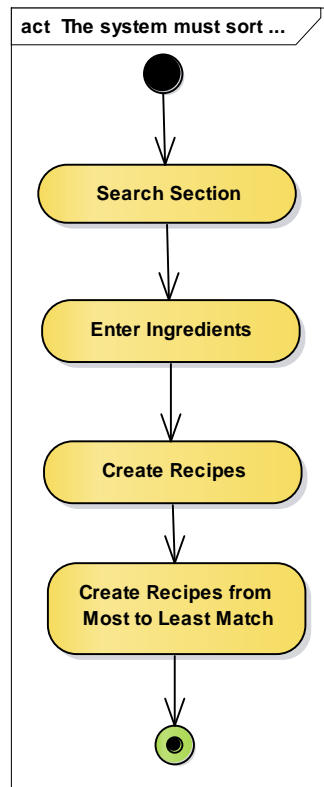 act The system must sort ...
Search Section
Enter Ingredients
Create Recipes
Create Recipes from
Most to Least Match